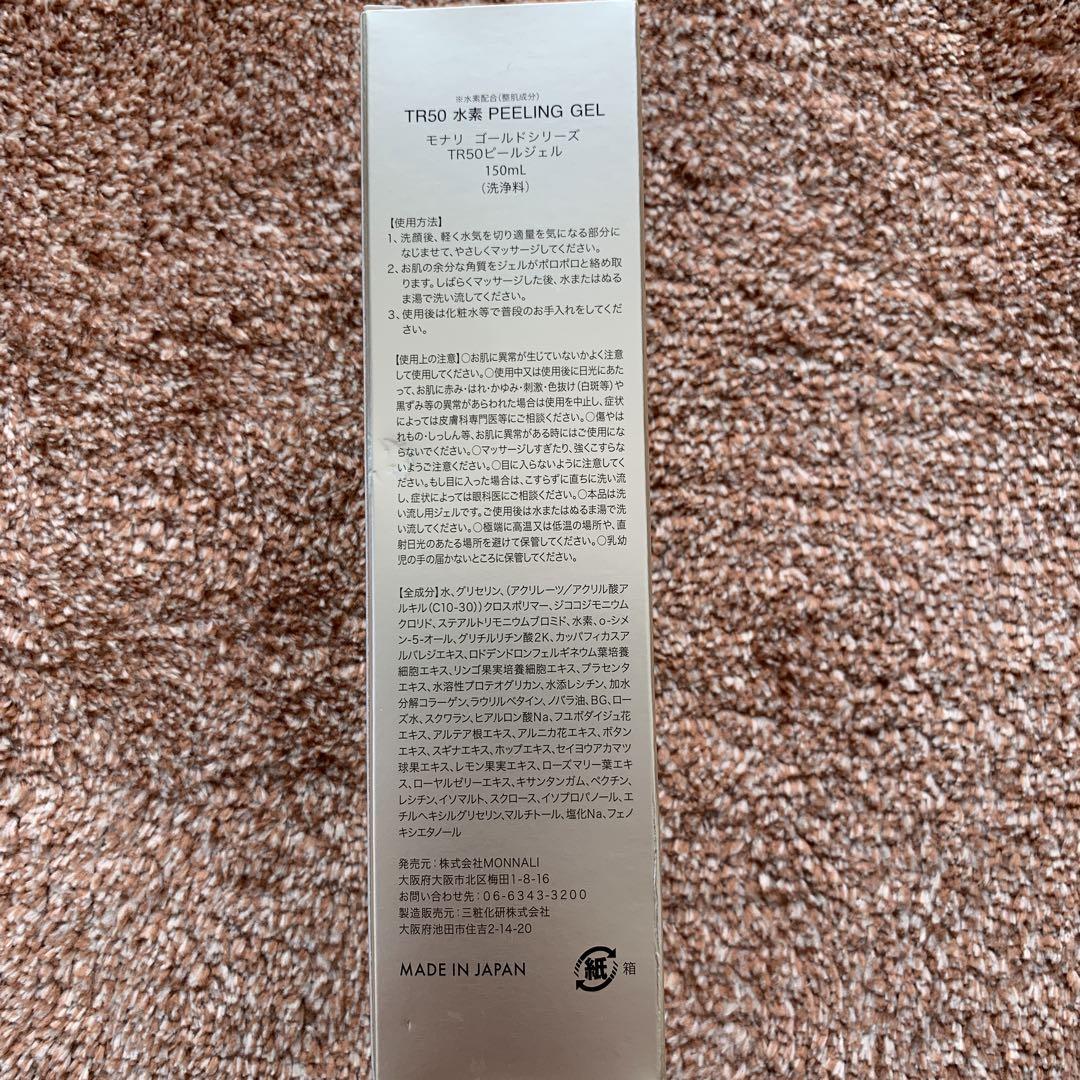 ※水素配合(整肌成分)
TR50 水素 PEELING GEL
モナリ ゴールドシリーズ
TR50ピールジェル
150mL
(洗浄料)
【使用方法】
1、洗顔後、軽く水気を切り適量を気になる部分に
なじませて、やさしくマッサージしてください。
2、お肌の余分な角質をジェルがポロポロと絡め取
ります。しばらくマッサージした後、水またはぬる
ま湯で洗い流してください。
3、使用後は化粧水等で普段のお手入れをしてくだ
さい。
【使用上の注意】○お肌に異常が生じていないかよく注意
して使用してください。○使用中又は使用後に日光にあた
って、お肌に赤み・はれ・かゆみ・刺激・色抜け(白斑等)や
黒ずみ等の異常があらわれた場合は使用を中止し、症状
によっては皮膚科専門医等にご相談ください。○傷やは
れもの・しっしん等、お肌に異常がある時にはご使用にな
らないでください。○マッサージしすぎたり、強くこすらな
いようご注意ください。○目に入らないように注意してく
ださい。もし目に入った場合は、こすらずに直ちに洗い流
し、症状によっては眼科医にご相談ください。○本品は洗
い流し用ジェルです。ご使用後は水またはぬるま湯で洗
い流してください。○極端に高温又は低温の場所や、直
射日光のあたる場所を避けて保管してください。○乳幼
児の手の届かないところに保管してください。
【全成分】水、グリセリン、(アクリレーツ/アクリル酸ア
ルキル(C10-30))クロスポリマー、ジココジモニウム
クロリド、ステアルトリモニウムブロミド、水素、o-シメ
ン-5-オール、グリチルリチン酸2K、カッパフィカスア
ルバレジエキス、ロドデンドロンフェルギネウム葉培養
細胞エキス、リンゴ果実培養細胞エキス、プラセンタ
エキス、水溶性プロテオグリカン、水添レシチン、加水
分解コラーゲン、ラウリルベタイン、ノバラ油、BG、ロー
ズ水、スクワラン、ヒアルロン酸Na、フユボダイジュ花
エキス、アルテア根エキス、アルニカ花エキス、ボタン
エキス、スギナエキス、ホップエキス、セイヨウアカマツ
球果エキス、レモン果実エキス、ローズマリー葉エキ
ス、ローヤルゼリーエキス、キサンタンガム、ペクチン、
レシチン、イソマルト、スクロース、イソプロパノール、エ
チルヘキシルグリセリン、マルチトール、塩化Na、フェノ
キシエタノール
発売元:株式会社MONNALI
大阪府大阪市北区梅田1-8-16
お問い合わせ先:06-6343-3200
製造販売元:三粧化研株式会社
大阪府池田市住吉2-14-20
MADE IN JAPAN
紙 箱